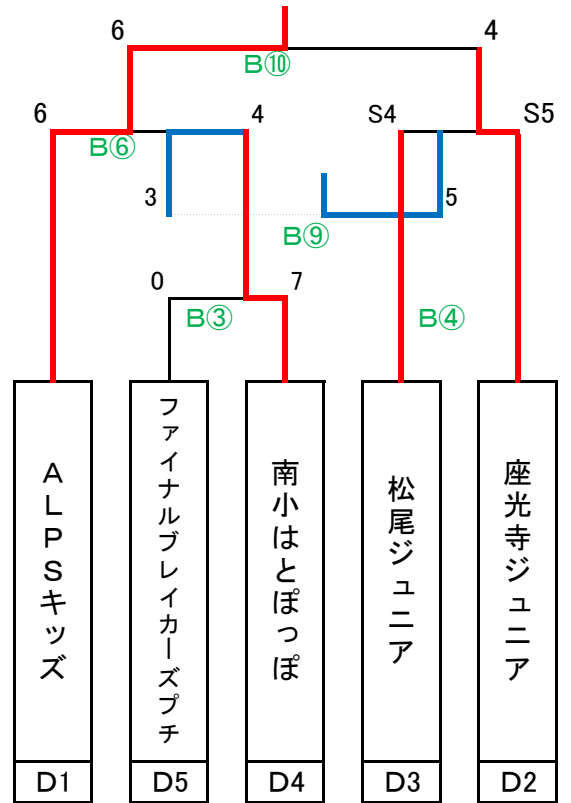 6
4
B⑩
6
4
S4
S5
B⑥
3
5
B⑨
0
7
B③
B④
ALPSキッズ
ファイナルブレイカーズプチ
南小はとぽっぽ
松尾ジュニア
座光寺ジュニア
D1
D5
D4
D3
D2